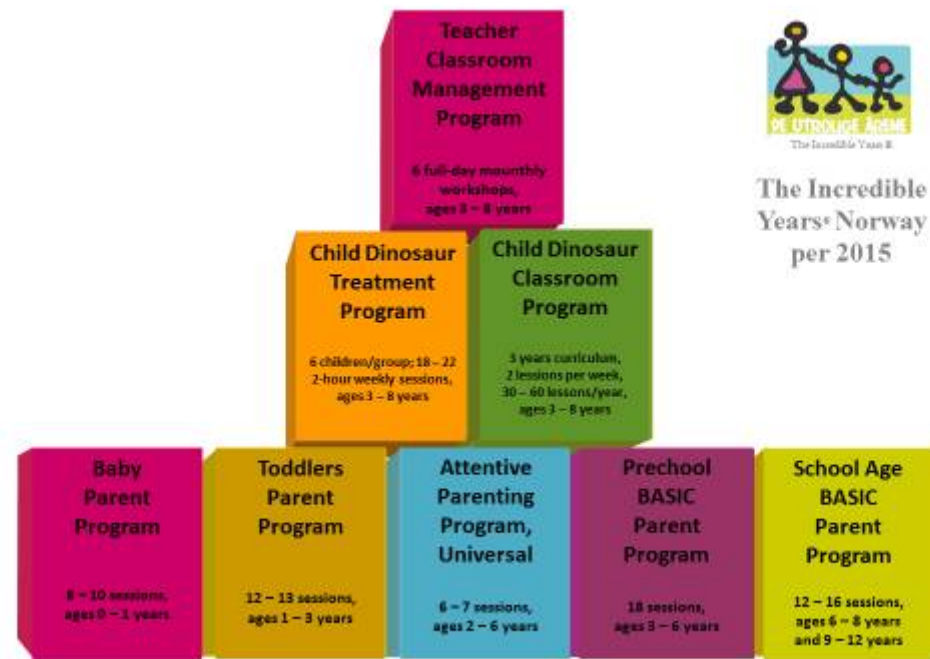 Teacher
Classroom
Management
Program
6 full-day mounthly
workshops,
ages 3 – 8 years
DE UTROLIGE ÅRENE
The Incredible Years ®
The Incredible
Years® Norway
per 2015
Child Dinosaur
Treatment
Program
6 children/group; 18 – 22
2-hour weekly sessions,
ages 3 – 8 years
Child Dinosaur
Classroom
Program
3 years curriculum,
2 lessions per week,
30 – 60 lessons/year,
ages 3 – 8 years
Baby
Parent
Program
8 – 10 sessions,
ages 0 – 1 years
Toddlers
Parent
Program
12 – 13 sessions,
ages 1 – 3 years
Attentive
Parenting
Program,
Universal
6 – 7 sessions,
ages 2 – 6 years
Prechool
BASIC
Parent
Program
18 sessions,
ages 3 – 6 years
School Age
BASIC
Parent
Program
12 – 16 sessions,
ages 6 – 8 years
and 9 – 12 years